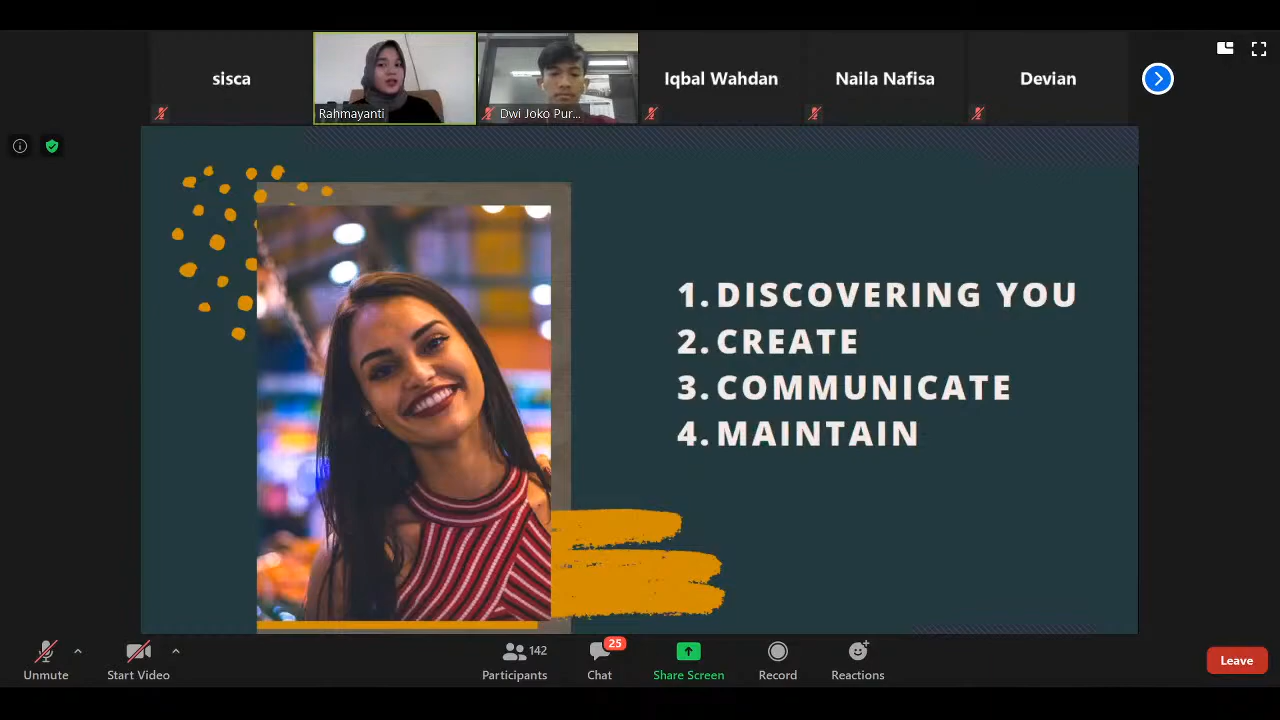 sisca
Rahmayanti
Dwi Joko Pur...
Iqbal Wahdan
Naila Nafisa
Devian
1. DISCOVERING YOU
2. CREATE
3. COMMUNICATE
4. MAINTAIN
Unmute
Start Video
142
Participants
25
Chat
Share Screen
Record
Reactions
Leave